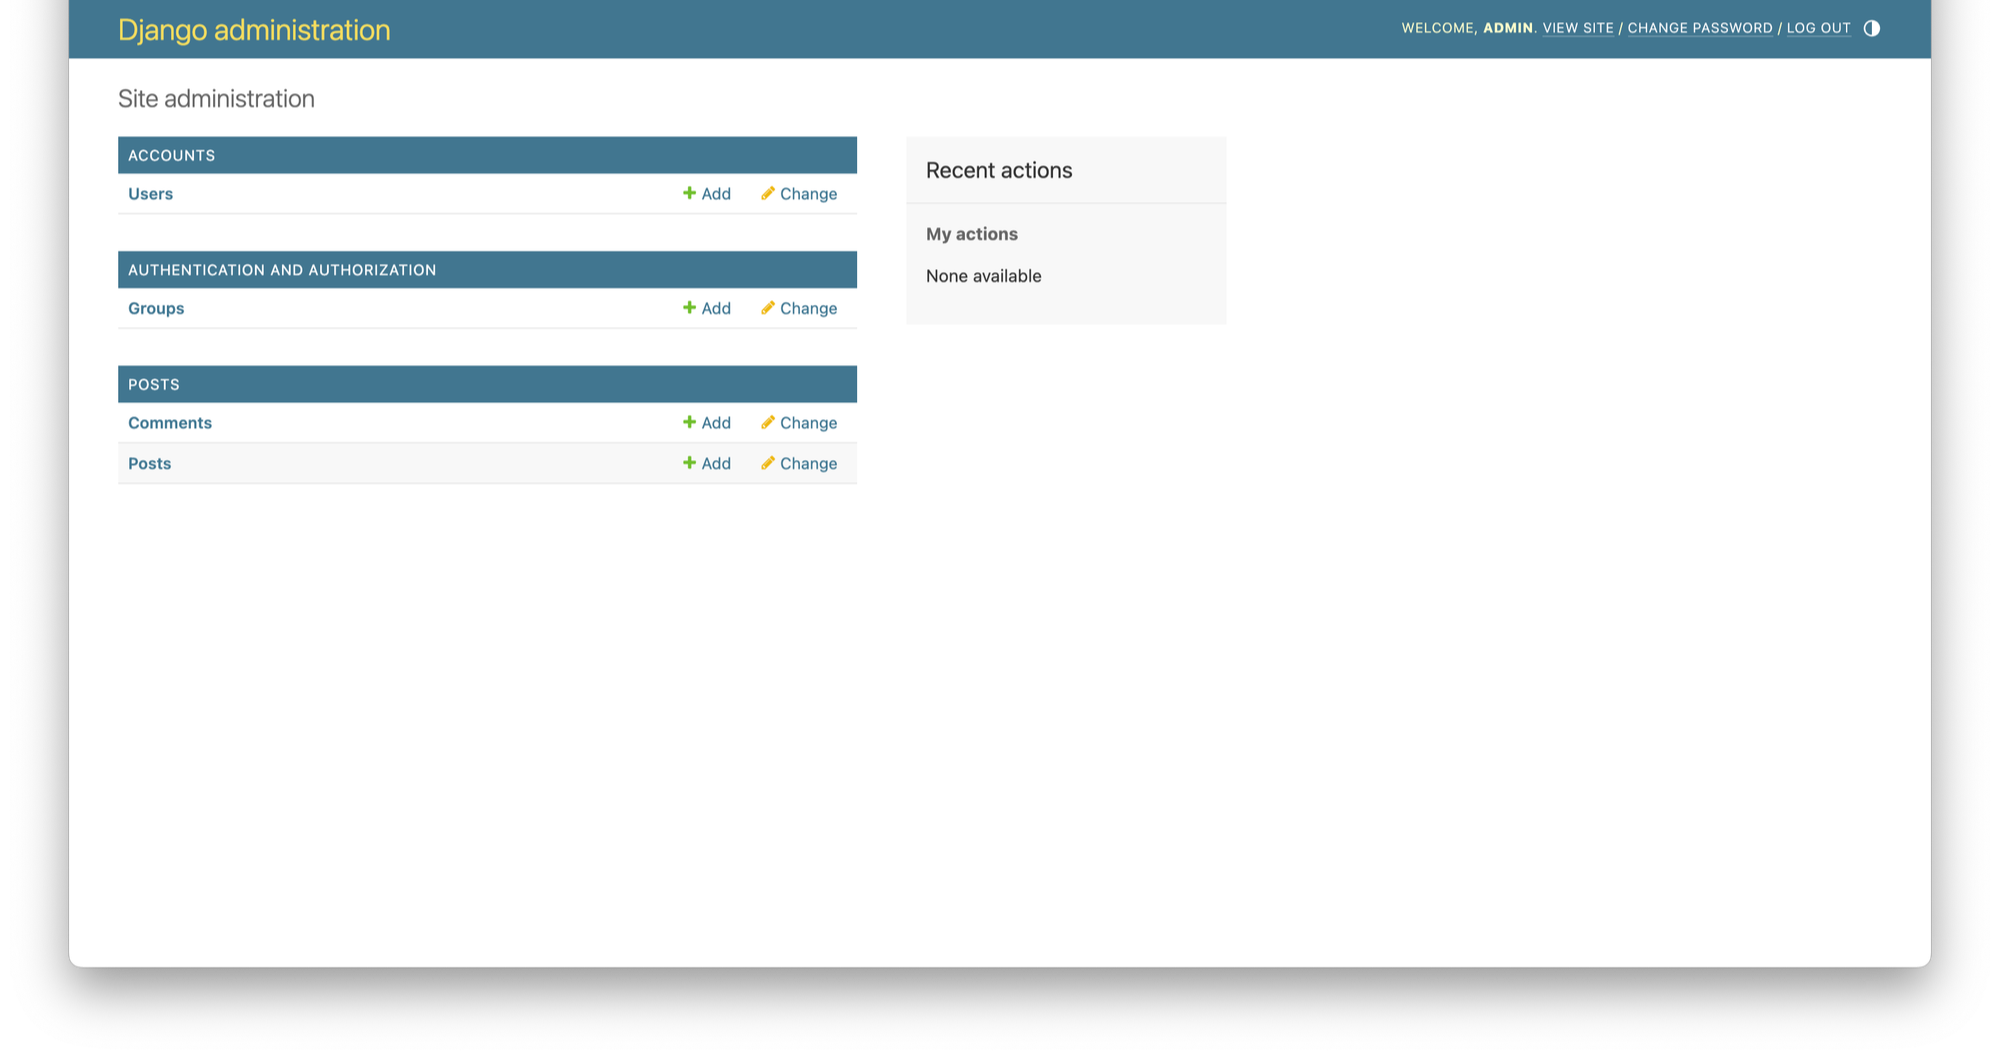 Django administration
WELCOME, ADMIN. VIEW SITE / CHANGE PASSWORD / LOG OUT
Site administration
ACCOUNTS
Users Add Change
AUTHENTICATION AND AUTHORIZATION
Groups Add Change
POSTS
Comments Add Change
Posts Add Change
Recent actions
My actions
None available